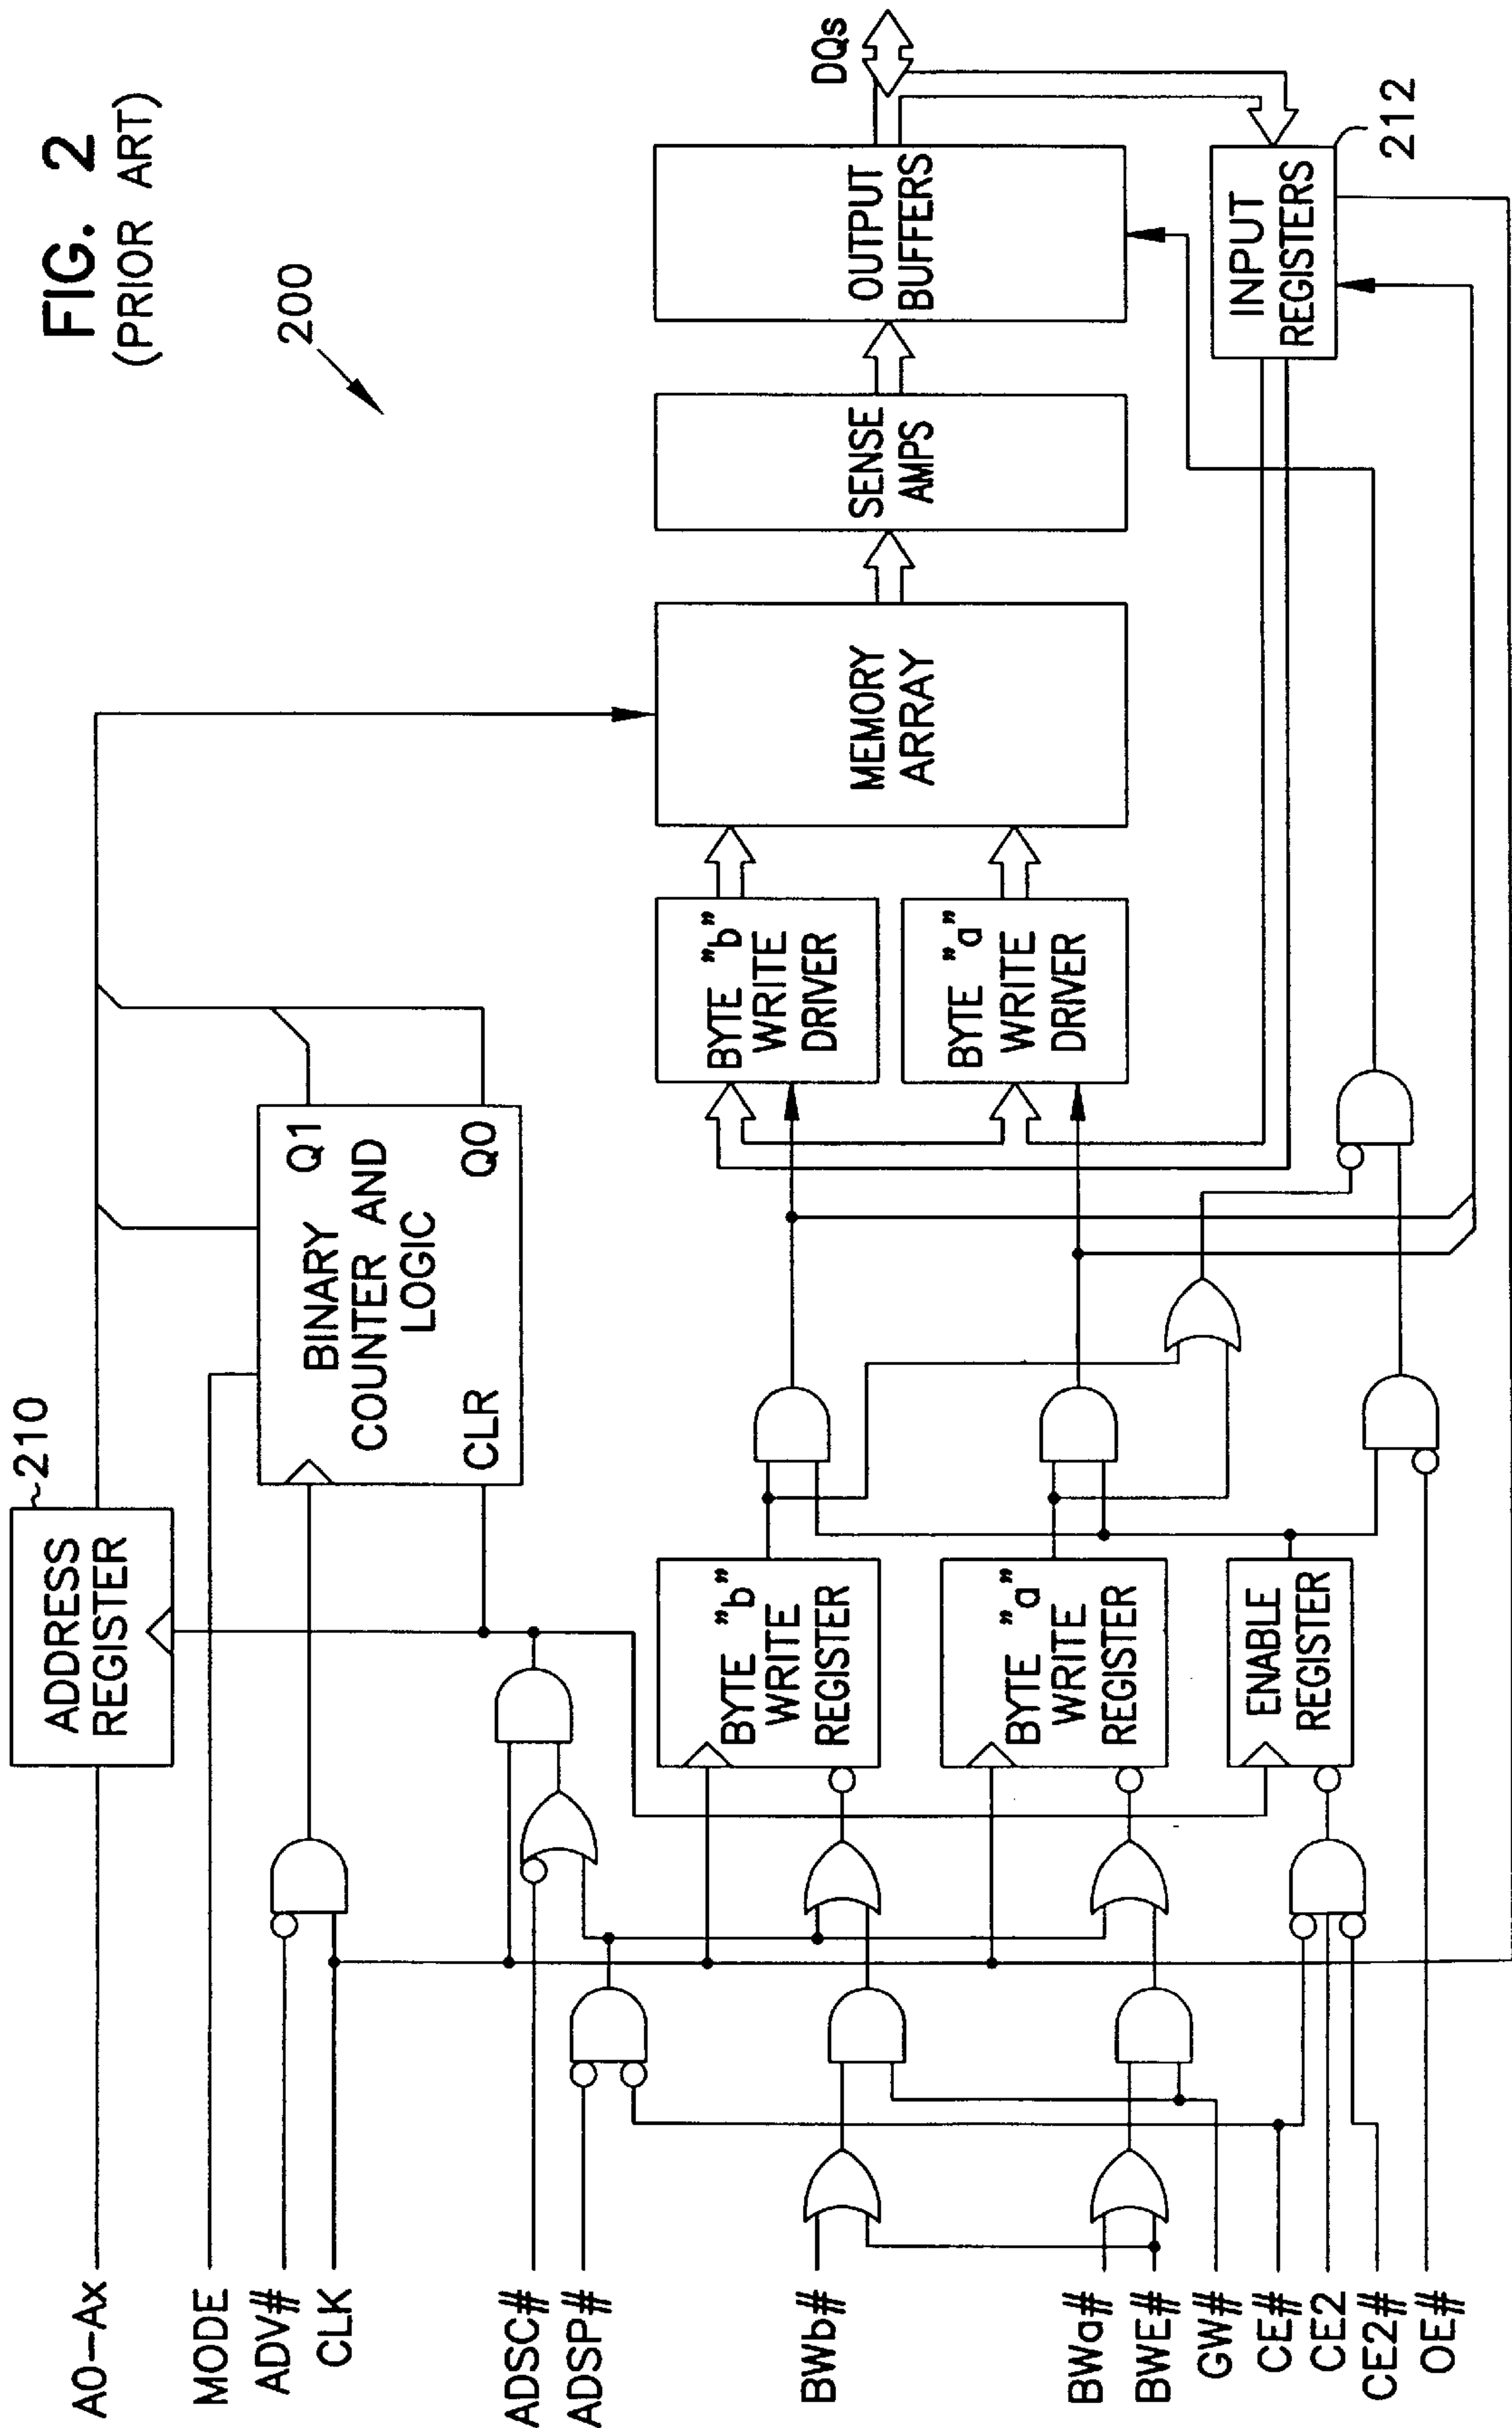 FIG. 2
(PRIOR ART)
200
A0-Ax
ADDRESS
REGISTER
210
MODE
ADV#
CLK
BINARY
COUNTER AND
LOGIC
Q1
Q0
CLR
ADSC#
ADSP#
BWb#
BYTE "b"
WRITE
REGISTER
BYTE "b"
WRITE
DRIVER
MEMORY
ARRAY
SENSE
AMPS
OUTPUT
BUFFERS
DQs
BWa#
BWE#
GW#
BYTE "a"
WRITE
REGISTER
BYTE "a"
WRITE
DRIVER
CE#
CE2
CE2#
OE#
ENABLE
REGISTER
INPUT
REGISTERS
212